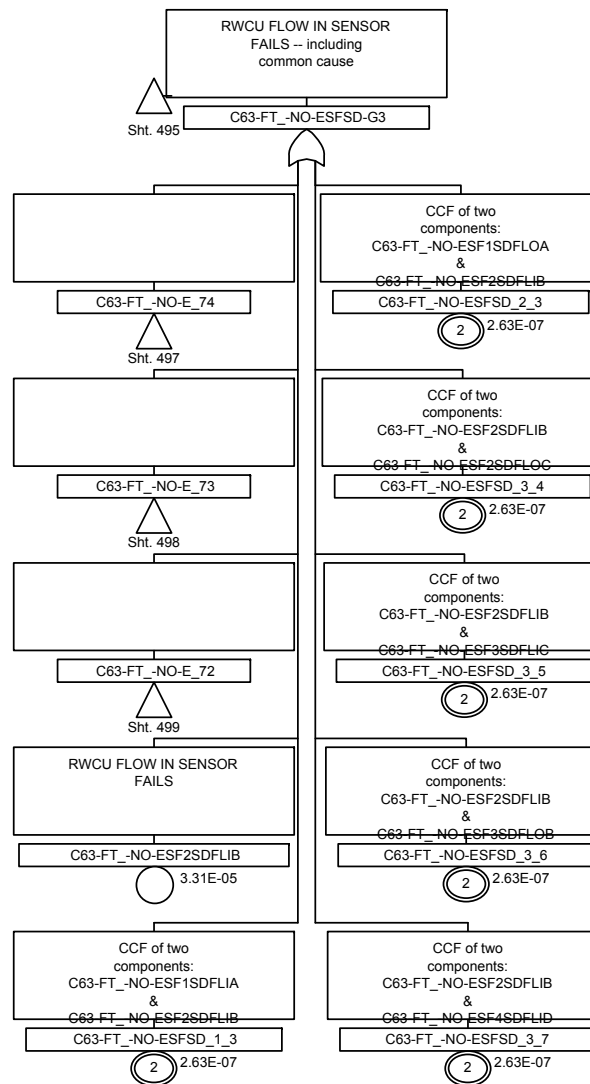 RWCU FLOW IN SENSOR
FAILS -- including
common cause
Sht. 495
C63-FT_-NO-ESFSD-G3
C63-FT_-NO-E_74
Sht. 497
CCF of two
components:
C63-FT_-NO-ESF1SDFLOA
&
C63-FT_-NO-ESF2SDFLIB
C63-FT_-NO-ESFSD_2_3
2
2.63E-07
C63-FT_-NO-E_73
Sht. 498
CCF of two
components:
C63-FT_-NO-ESF2SDFLIB
&
C63-FT_-NO-ESF2SDFLOC
C63-FT_-NO-ESFSD_3_4
2
2.63E-07
C63-FT_-NO-E_72
Sht. 499
CCF of two
components:
C63-FT_-NO-ESF2SDFLIB
&
C63-FT_-NO-ESF3SDFLIC
C63-FT_-NO-ESFSD_3_5
2
2.63E-07
RWCU FLOW IN SENSOR
FAILS
C63-FT_-NO-ESF2SDFLIB
3.31E-05
CCF of two
components:
C63-FT_-NO-ESF2SDFLIB
&
C63-FT_-NO-ESF3SDFLOB
C63-FT_-NO-ESFSD_3_6
2
2.63E-07
CCF of two
components:
C63-FT_-NO-ESF1SDFLIA
&
C63-FT_-NO-ESF2SDFLIB
C63-FT_-NO-ESFSD_1_3
2
2.63E-07
CCF of two
components:
C63-FT_-NO-ESF2SDFLIB
&
C63-FT_-NO-ESF4SDFLID
C63-FT_-NO-ESFSD_3_7
2
2.63E-07